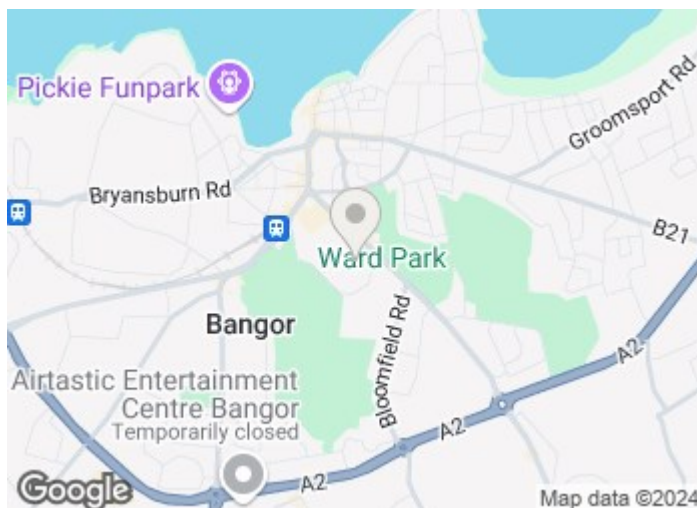 Pickie Funpark
Groomsport Rd
Bryansburn Rd
B21
Ward Park
Bangor
Bloomfield Rd
A2
Airtastic Entertainment
Centre Bangor
Temporarily closed
A2
A2
Google
Map data ©2024